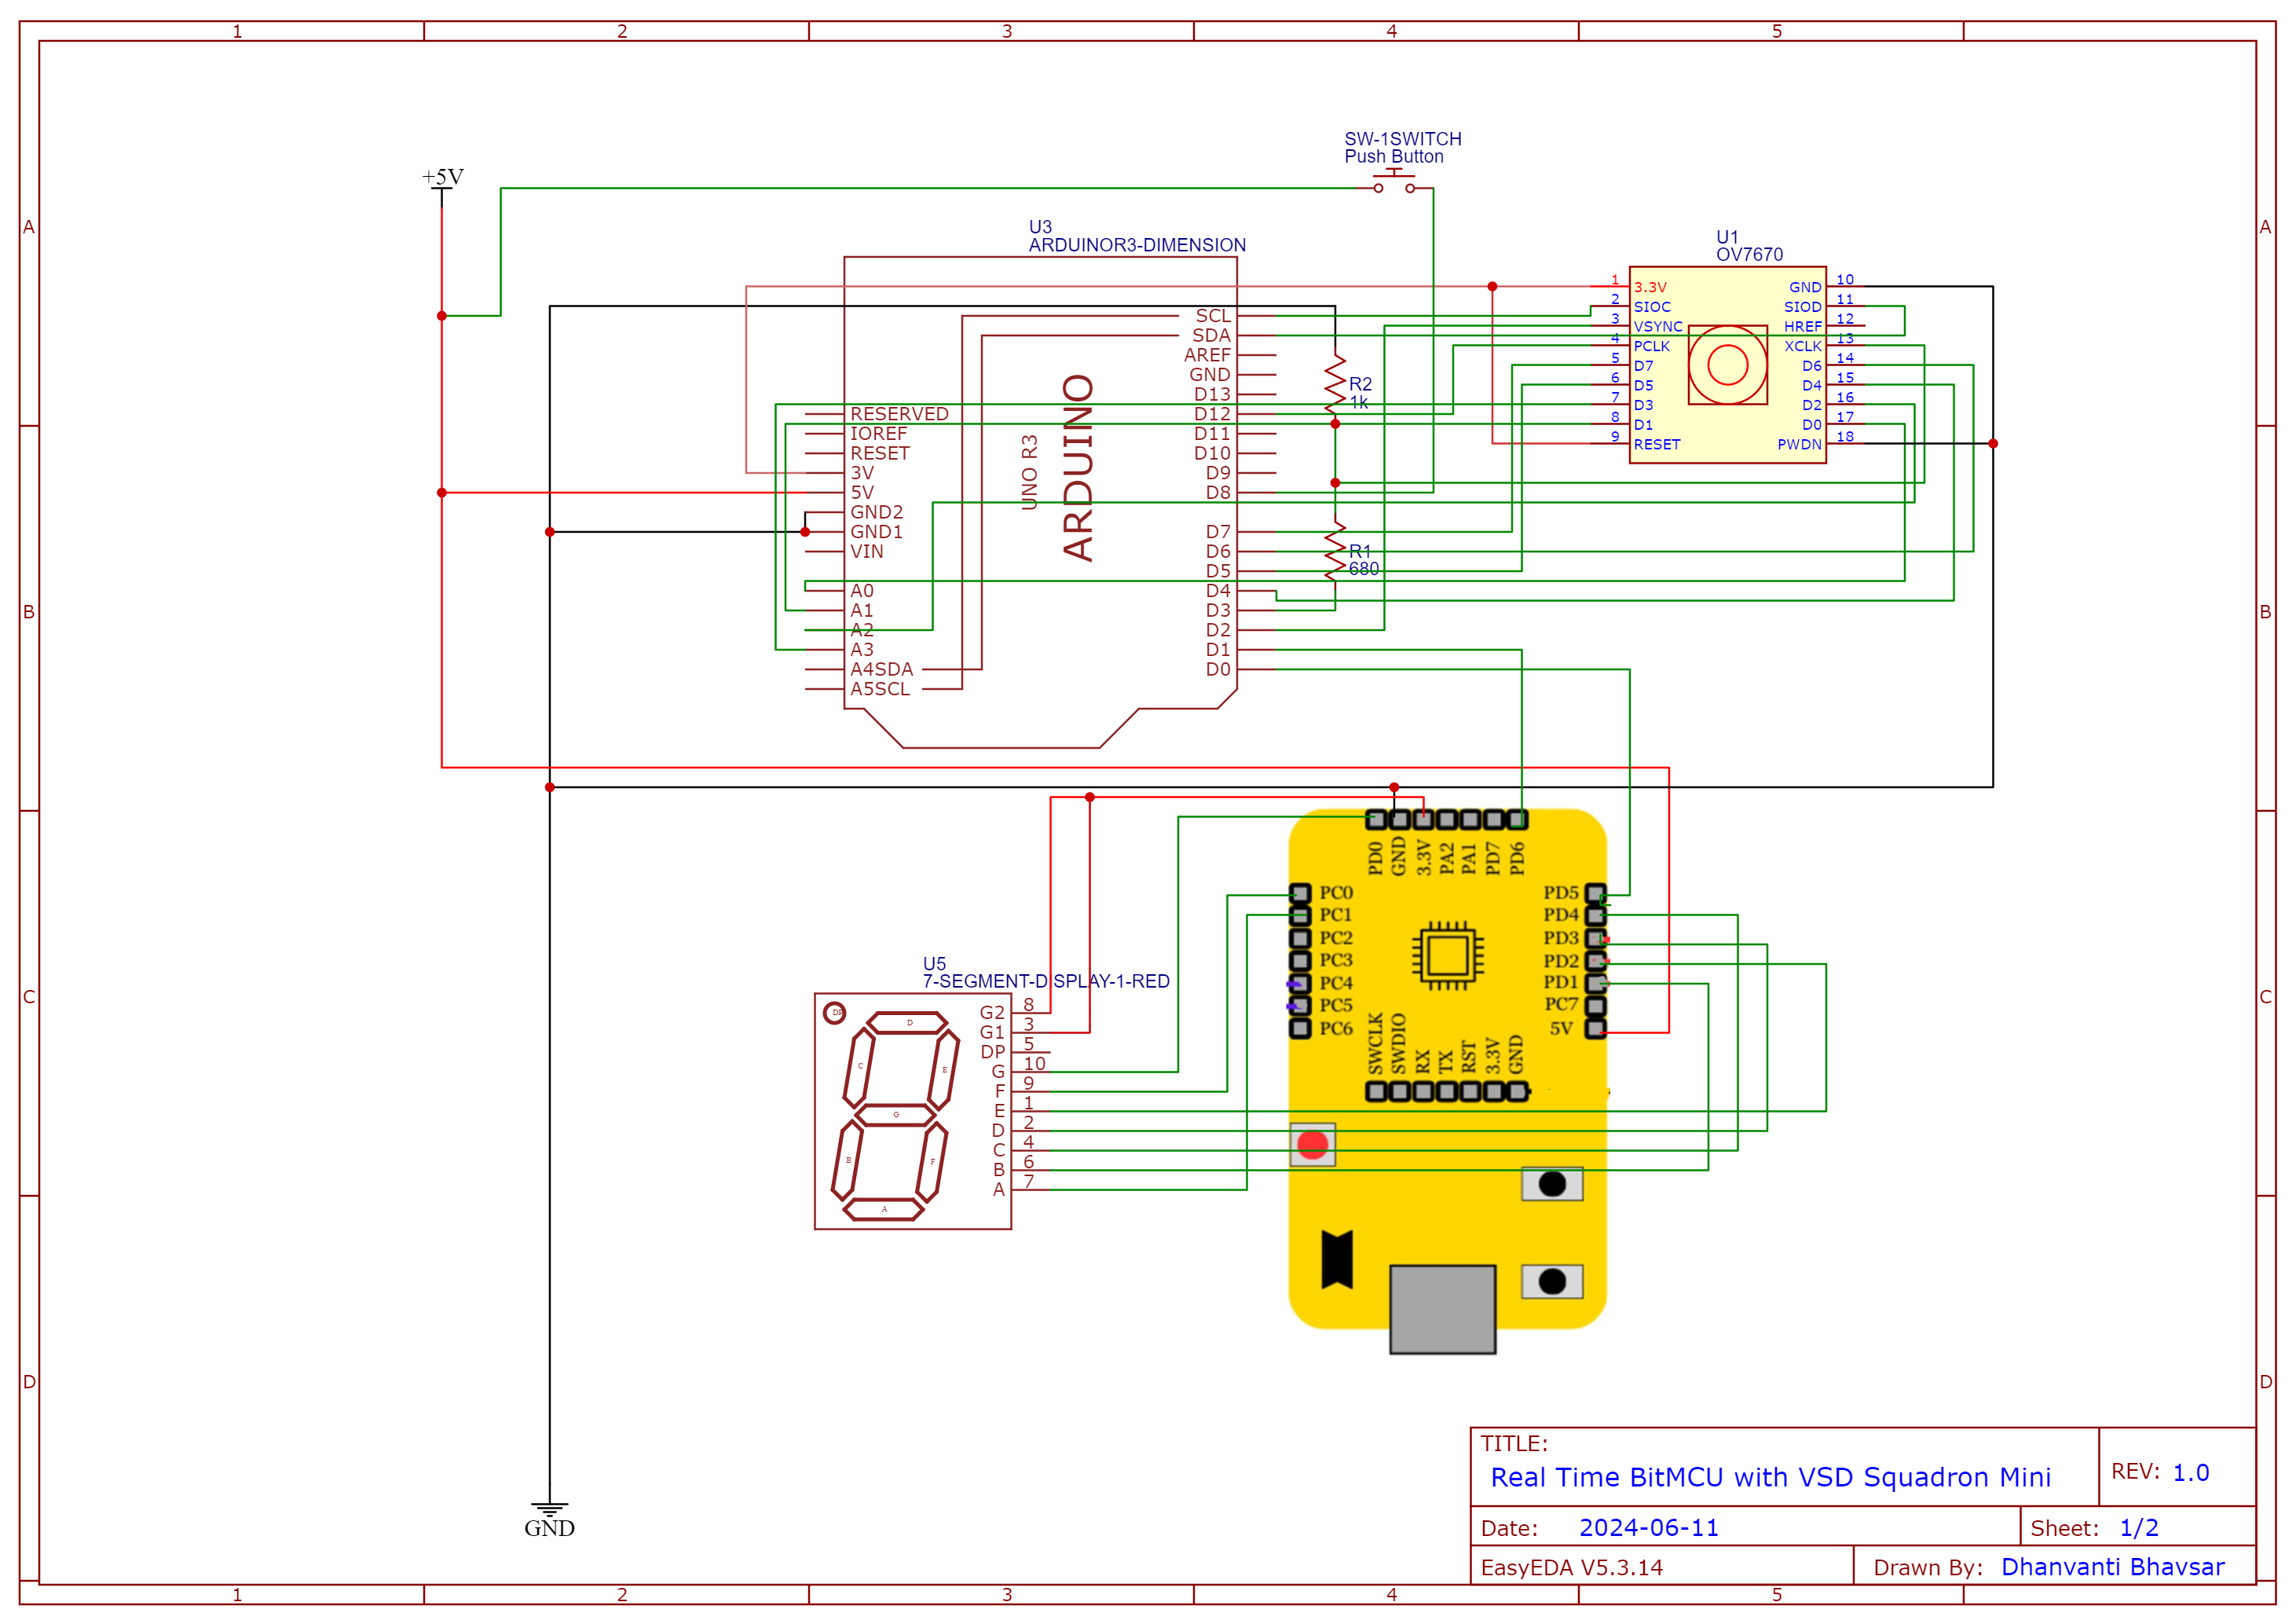 1 2 3 4 5
A A
B B
C C
D D
SW-1SWITCH
Push Button
+5V
U3
ARDUINOR3-DIMENSION
RESERVED
IOREF
RESET
3V
5V
GND2
GND1
VIN
A0
A1
A2
A3
A4SDA
A5SCL
UNO R3
ARDUINO
SCL
SDA
AREF
GND
D13
D12
D11
D10
D9
D8
D7
D6
D5
D4
D3
D2
D1
D0
R2
1k
R1
680
U1
OV7670
1 3.3V
2 SIOC
3 VSYNC
4 PCLK
5 D7
6 D5
7 D3
8 D1
9 RESET
GND 10
SIOD 11
HREF 12
XCLK 13
D6 14
D4 15
D2 16
D0 17
PWDN 18
PD0 GND 3.3V PA2 PA1 PD7 PD6
PC0
PC1
PC2
PC3
PC4
PC5
PC6
PD5
PD4
PD3
PD2
PD1
PC7
5V
SWCLK SWDIO RX TX RST 3.3V GND
U5
7-SEGMENT-DISPLAY-1-RED
DP
D
C
E
G
B
F
A
G2 8
G1 3
DP 5
G 10
F 9
E 1
D 2
C 4
B 6
A 7
GND
TITLE:
Real Time BitMCU with VSD Squadron Mini
REV: 1.0
Date: 2024-06-11
Sheet: 1/2
EasyEDA V5.3.14
Drawn By: Dhanvanti Bhavsar
1 2 3 4 5